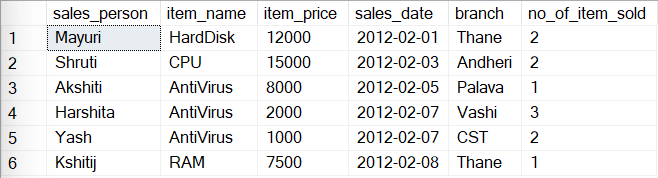 sales_person item_name item_price sales_date branch no_of_item_sold
1 Mayuri HardDisk 12000 2012-02-01 Thane 2
2 Shruti CPU 15000 2012-02-03 Andheri 2
3 Akshiti AntiVirus 8000 2012-02-05 Palava 1
4 Harshita AntiVirus 2000 2012-02-07 Vashi 3
5 Yash AntiVirus 1000 2012-02-07 CST 2
6 Kshitij RAM 7500 2012-02-08 Thane 1